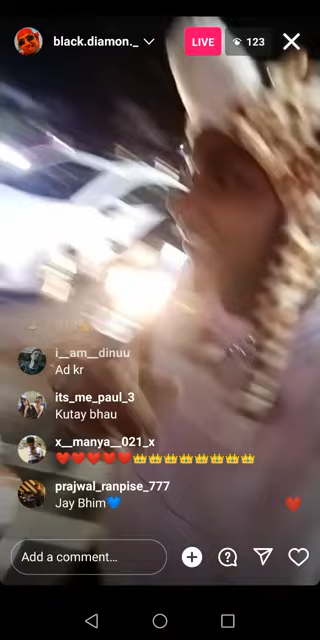 black.diamon._
LIVE
123
i__am__dinuu
Ad kr
its_me_paul_3
Kutay bhau
x__manya__021_x
❤️❤️❤️❤️❤️👑👑👑👑👑👑👑👑
prajwal_ranpise_777
Jay Bhim💙
Add a comment...